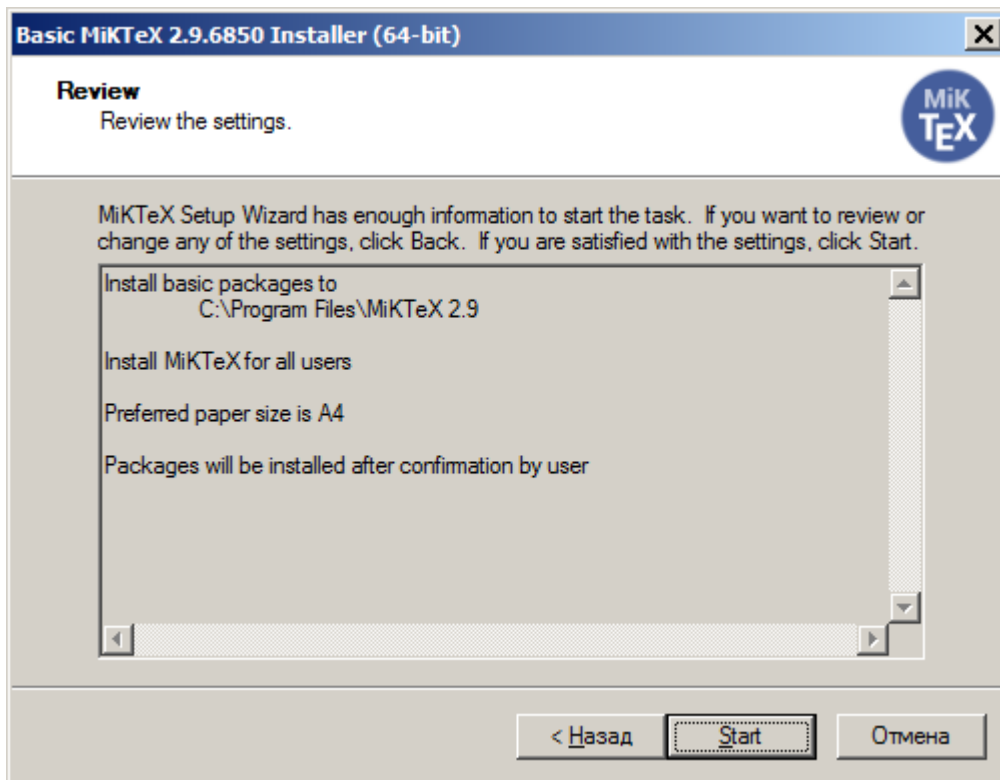 Basic MiKTeX 2.9.6850 Installer (64-bit)
Review
Review the settings.
MiK
TEX
MiKTeX Setup Wizard has enough information to start the task.  If you want to review or
change any of the settings, click Back.  If you are satisfied with the settings, click Start.
Install basic packages to
C:\Program Files\MiKTeX 2.9
Install MiKTeX for all users
Preferred paper size is A4
Packages will be installed after confirmation by user
< Назад
Start
Отмена